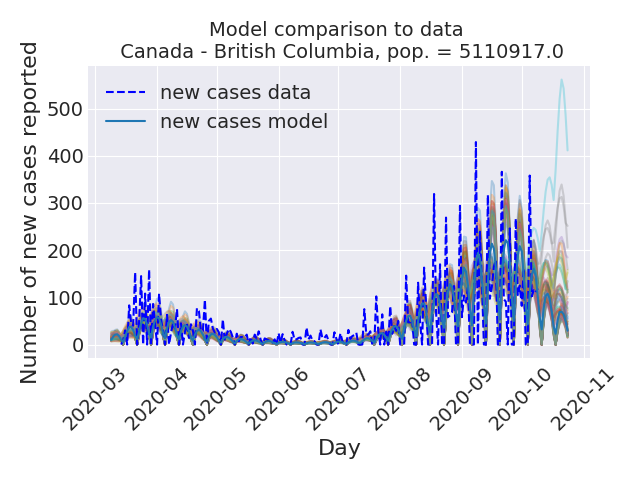 Model comparison to data
Canada - British Columbia, pop. = 5110917.0
Number of new cases reported
500
400
300
200
100
0
new cases data
new cases model
2020-03
2020-04
2020-05
2020-06
2020-07
2020-08
2020-09
2020-10
2020-11
Day